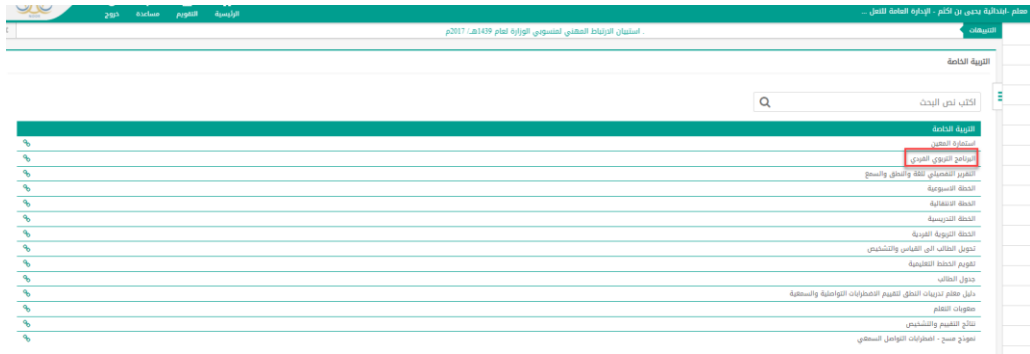 معلم -ابتدائية يحيى بن اكثم - الإدارة العامة للتعل ...
الرئيسية التقويم مساعدة خروج
التنبيهات
. استبيان الارتباط المهني لمنسوبي الوزارة لعام 1439هـ/ 2017م
التربية الخاصة
اكتب نص البحث
التربية الخاصة
استمارة المعين
البرنامج التربوي الفردي
التقرير التفصيلي للغة والنطق والسمع
الخطة الاسبوعية
الخطة الانتقالية
الخطة التدريسية
الخطة التربوية الفردية
تحويل الطالب الى القياس والتشخيص
تقويم الخطط التعليمية
جدول الطالب
دليل معلم تدريبات النطق لتقييم الاضطرابات التواصلية والسمعية
صعوبات التعلم
نتائج التقييم والتشخيص
نموذج مسح - اضطرابات التواصل السمعي